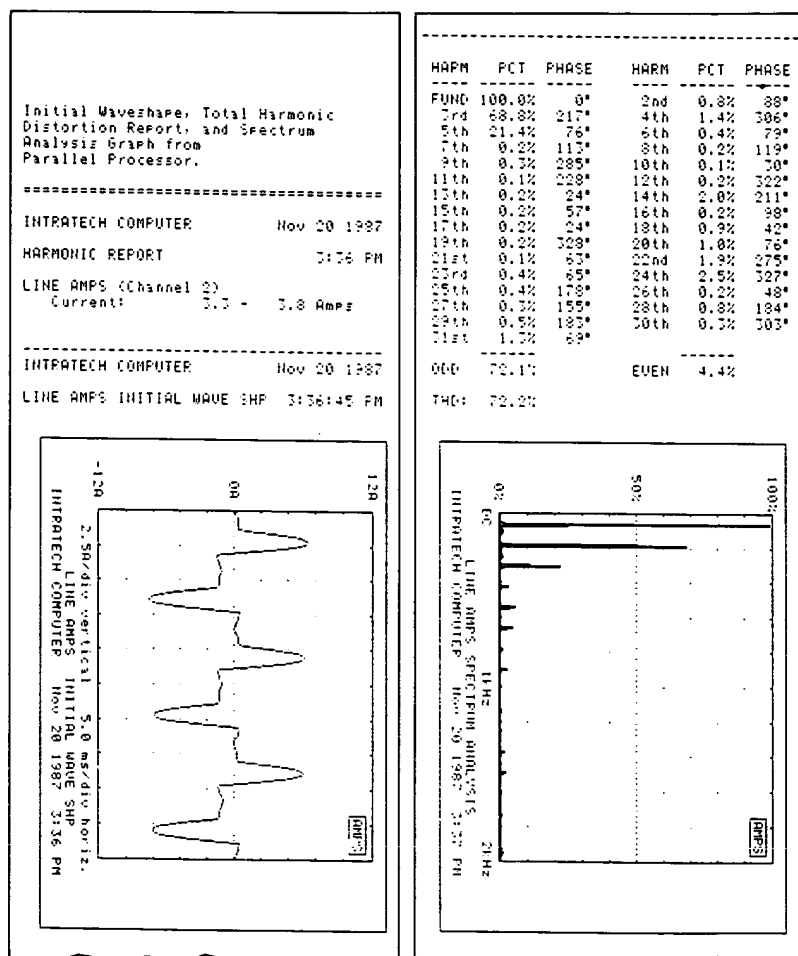 Initial Waveshape, Total Harmonic
Distortion Report, and Spectrum
Analysis Graph from
Parallel Processor.
INTRATECH COMPUTER Nov 20 1987
HARMONIC REPORT 3:36 PM
LINE AMPS (Channel 2)
Current: 3.3 - 3.8 Amps
INTRATECH COMPUTER Nov 20 1987
LINE AMPS INITIAL WAVE SHP 3:36:45 PM
-12A 0A 12A
2.5A/div vertical 5.0 ms/div horiz.
LINE AMPS INITIAL WAVE SHP
INTRATECH COMPUTER Nov 20 1987 3:36 PM
AMPS
HARM PCT PHASE HARM PCT PHASE
FUND 100.0% 0° 2nd 0.8% 88°
3rd 68.8% 217° 4th 1.4% 306°
5th 21.4% 76° 6th 0.4% 79°
7th 0.2% 113° 8th 0.2% 119°
9th 0.3% 285° 10th 0.1% 30°
11th 0.1% 228° 12th 0.2% 322°
13th 0.2% 24° 14th 2.0% 211°
15th 0.2% 57° 16th 0.2% 98°
17th 0.2% 24° 18th 0.9% 42°
19th 0.2% 328° 20th 1.0% 76°
21st 0.1% 63° 22nd 1.9% 275°
23rd 0.4% 65° 24th 2.5% 327°
25th 0.4% 178° 26th 0.2% 48°
27th 0.3% 155° 28th 0.8% 184°
29th 0.5% 183° 30th 0.3% 303°
31st 1.3% 69°
ODD 72.1% EVEN 4.4%
THD: 72.2%
0% 50% 100%
DC 1kHz 2kHz
LINE AMPS SPECTRUM ANALYSIS
INTRATECH COMPUTER Nov 20 1987 3:37 PM
AMPS